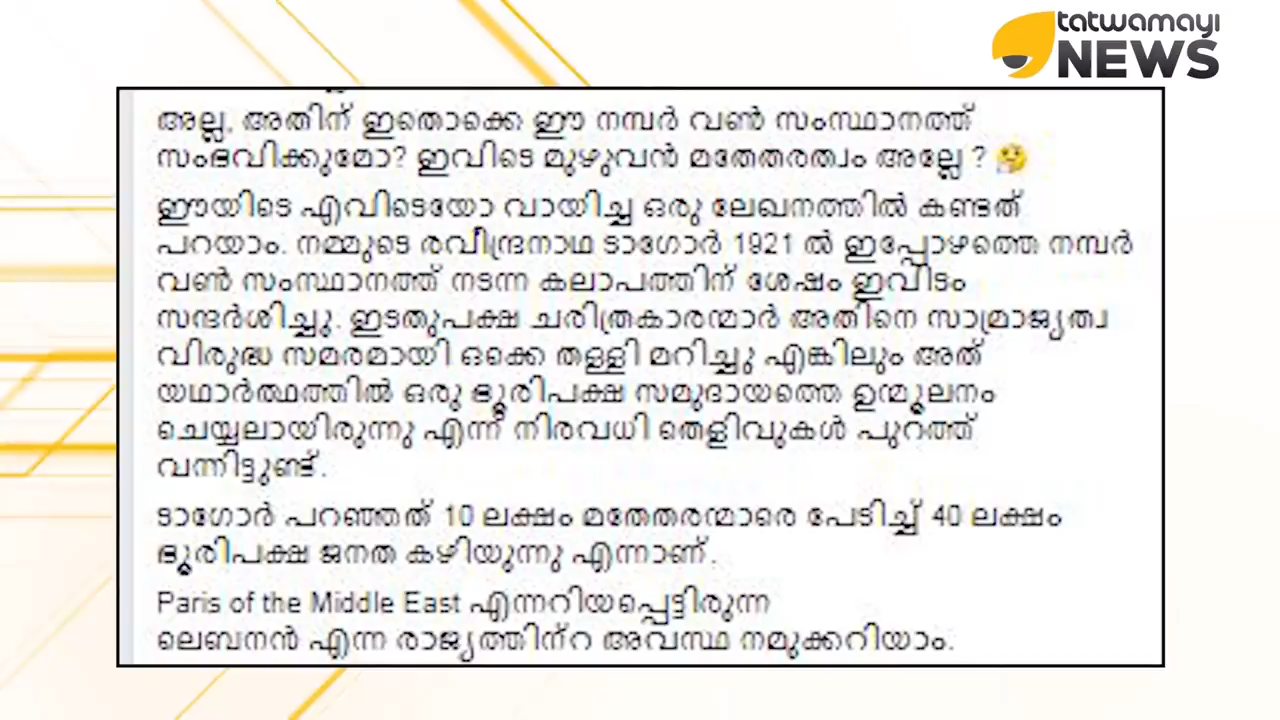 tatwamayi
NEWS
അല്ല, അതിന് ഇതൊക്കെ ഈ നമ്പർ വൺ സംസ്ഥാനത്ത്
സംഭവിക്കുമോ? ഇവിടെ മുഴുവൻ മതേതരത്വം അല്ലേ ? 🤔
ഈയിടെ എവിടെയോ വായിച്ച ഒരു ലേഖനത്തിൽ കണ്ടത്
പറയാം. നമ്മുടെ രവീന്ദ്രനാഥ ടാഗോർ 1921 ൽ ഇപ്പോഴത്തെ നമ്പർ
വൺ സംസ്ഥാനത്ത് നടന്ന കലാപത്തിന് ശേഷം ഇവിടം
സന്ദർശിച്ചു. ഇടതുപക്ഷ ചരിത്രകാരന്മാർ അതിനെ സാമ്രാജ്യത്വ
വിരുദ്ധ സമരമായി ഒക്കെ തള്ളി മറിച്ചു എങ്കിലും അത്
യഥാർത്ഥത്തിൽ ഒരു ഭൂരിപക്ഷ സമുദായത്തെ ഉന്മൂലനം
ചെയ്യലായിരുന്നു എന്ന് നിരവധി തെളിവുകൾ പുറത്ത്
വന്നിട്ടുണ്ട്.
ടാഗോർ പറഞ്ഞത് 10 ലക്ഷം മതേതരന്മാരെ പേടിച്ച് 40 ലക്ഷം
ഭൂരിപക്ഷ ജനത കഴിയുന്നു എന്നാണ്.
Paris of the Middle East എന്നറിയപ്പെട്ടിരുന്ന
ലെബനൻ എന്ന രാജ്യത്തിന്റ അവസ്ഥ നമുക്കറിയാം.